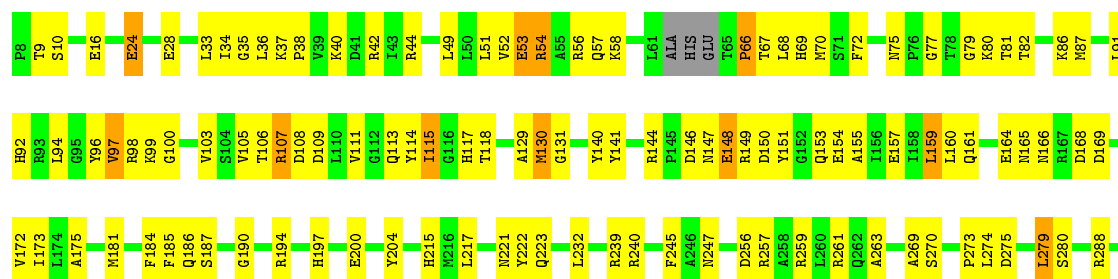 P8 T9 S10 E16 E24 E28 L33 I34 G35 L36 K37 P38 V39 K40 D41 R42 I43 R44 L49 L50 L51 V52 E53 R54 A55 R56 Q57 K58 L61 ALA HIS GLU T65 P66 T67 L68 H69 M70 S71 F72 N75 P76 G77 T78 G79 K80 T81 T82 K86 M87
H92 R93 L94 G95 Y96 V97 R98 K99 G100 V103 S104 V105 T106 R107 D108 D109 L110 V111 G112 Q113 Y114 I115 G116 H117 T118 A129 M130 G131 Y140 Y141 R144 P145 D146 N147 E148 R149 D150 Y151 G152 Q153 E154 A155 I156 E157 I158 L159 L160 Q161 E164 N165 N166 R167 D168 D169
V172 I173 L174 A175 M181 F184 F185 Q186 S187 G190 R194 H197 E200 Y204 H215 M216 L217 N221 Y222 Q223 L232 R239 R240 F245 A246 N247 D256 R257 A258 R259 L260 R261 Q262 A263 A269 S270 P273 L274 D275 L279 S280 R288